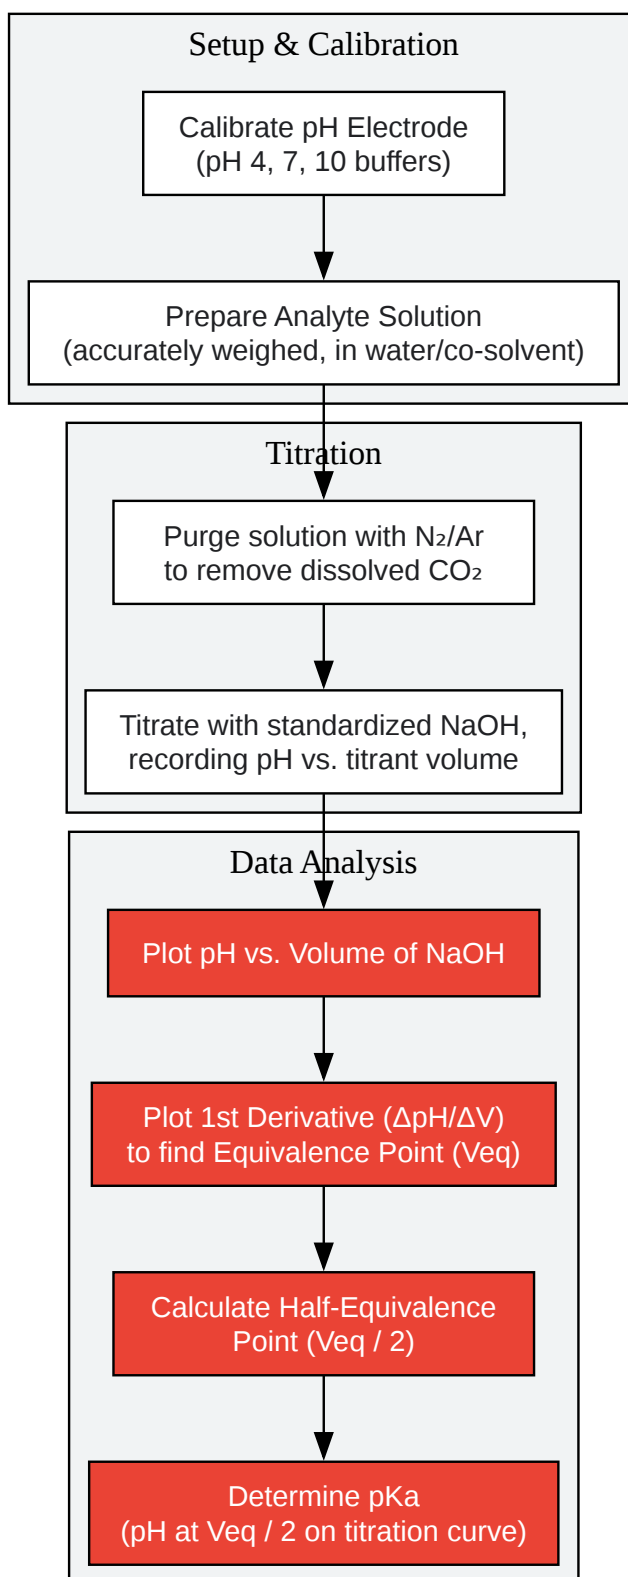 Setup & Calibration
Calibrate pH Electrode
(pH 4, 7, 10 buffers)
Prepare Analyte Solution
(accurately weighed, in water/co-solvent)
Titration
Purge solution with N₂/Ar
to remove dissolved CO₂
Titrate with standardized NaOH,
recording pH vs. titrant volume
Data Analysis
Plot pH vs. Volume of NaOH
Plot 1st Derivative (ΔpH/ΔV)
to find Equivalence Point (Veq)
Calculate Half-Equivalence
Point (Veq / 2)
Determine pKa
(pH at Veq / 2 on titration curve)